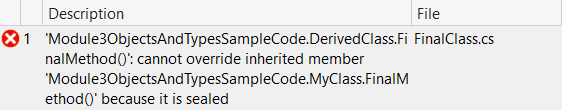 Description File
1 'Module3ObjectsAndTypesSampleCode.DerivedClass.Fi FinalClass.cs
nalMethod()': cannot override inherited member
'Module3ObjectsAndTypesSampleCode.MyClass.FinalM
ethod()' because it is sealed